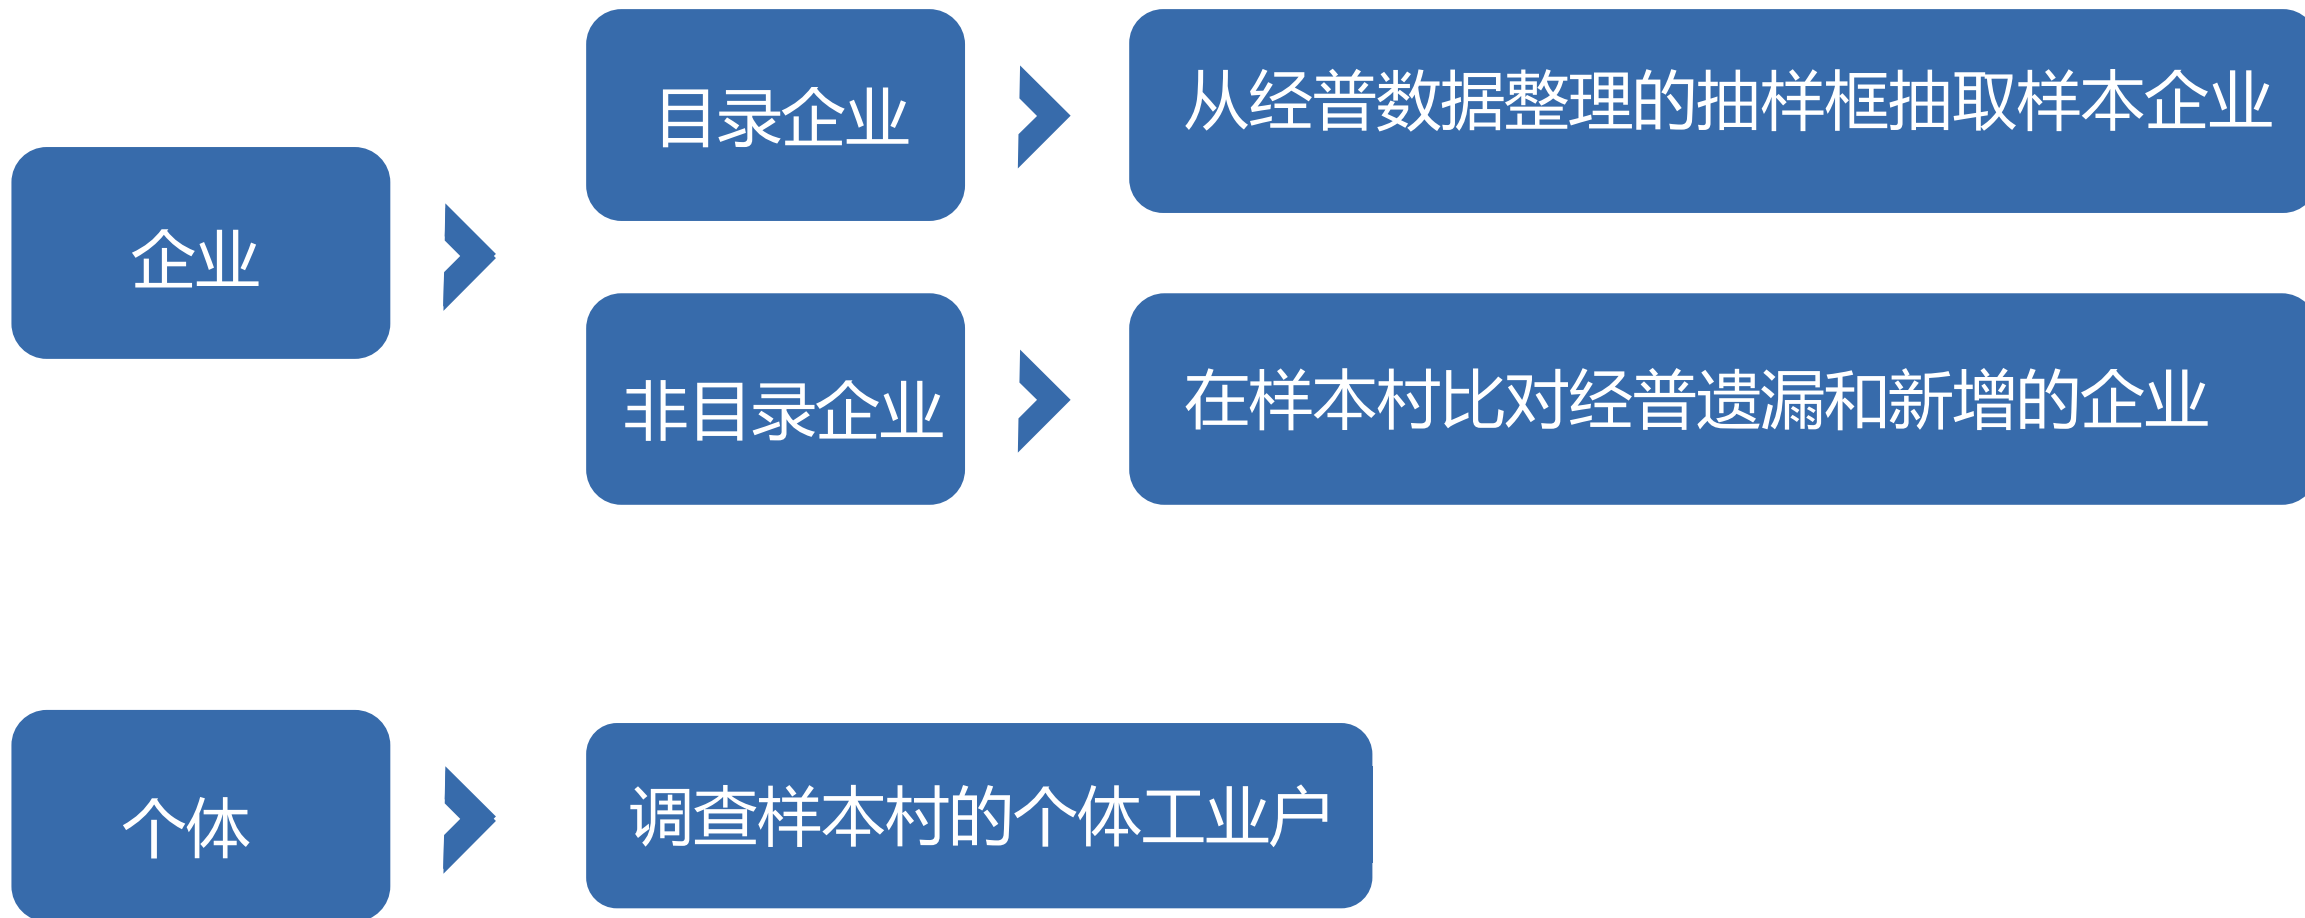 企业
目录企业
从经普数据整理的抽样框抽取样本企业
非目录企业
在样本村比对经普遗漏和新增的企业
个体
调查样本村的个体工业户